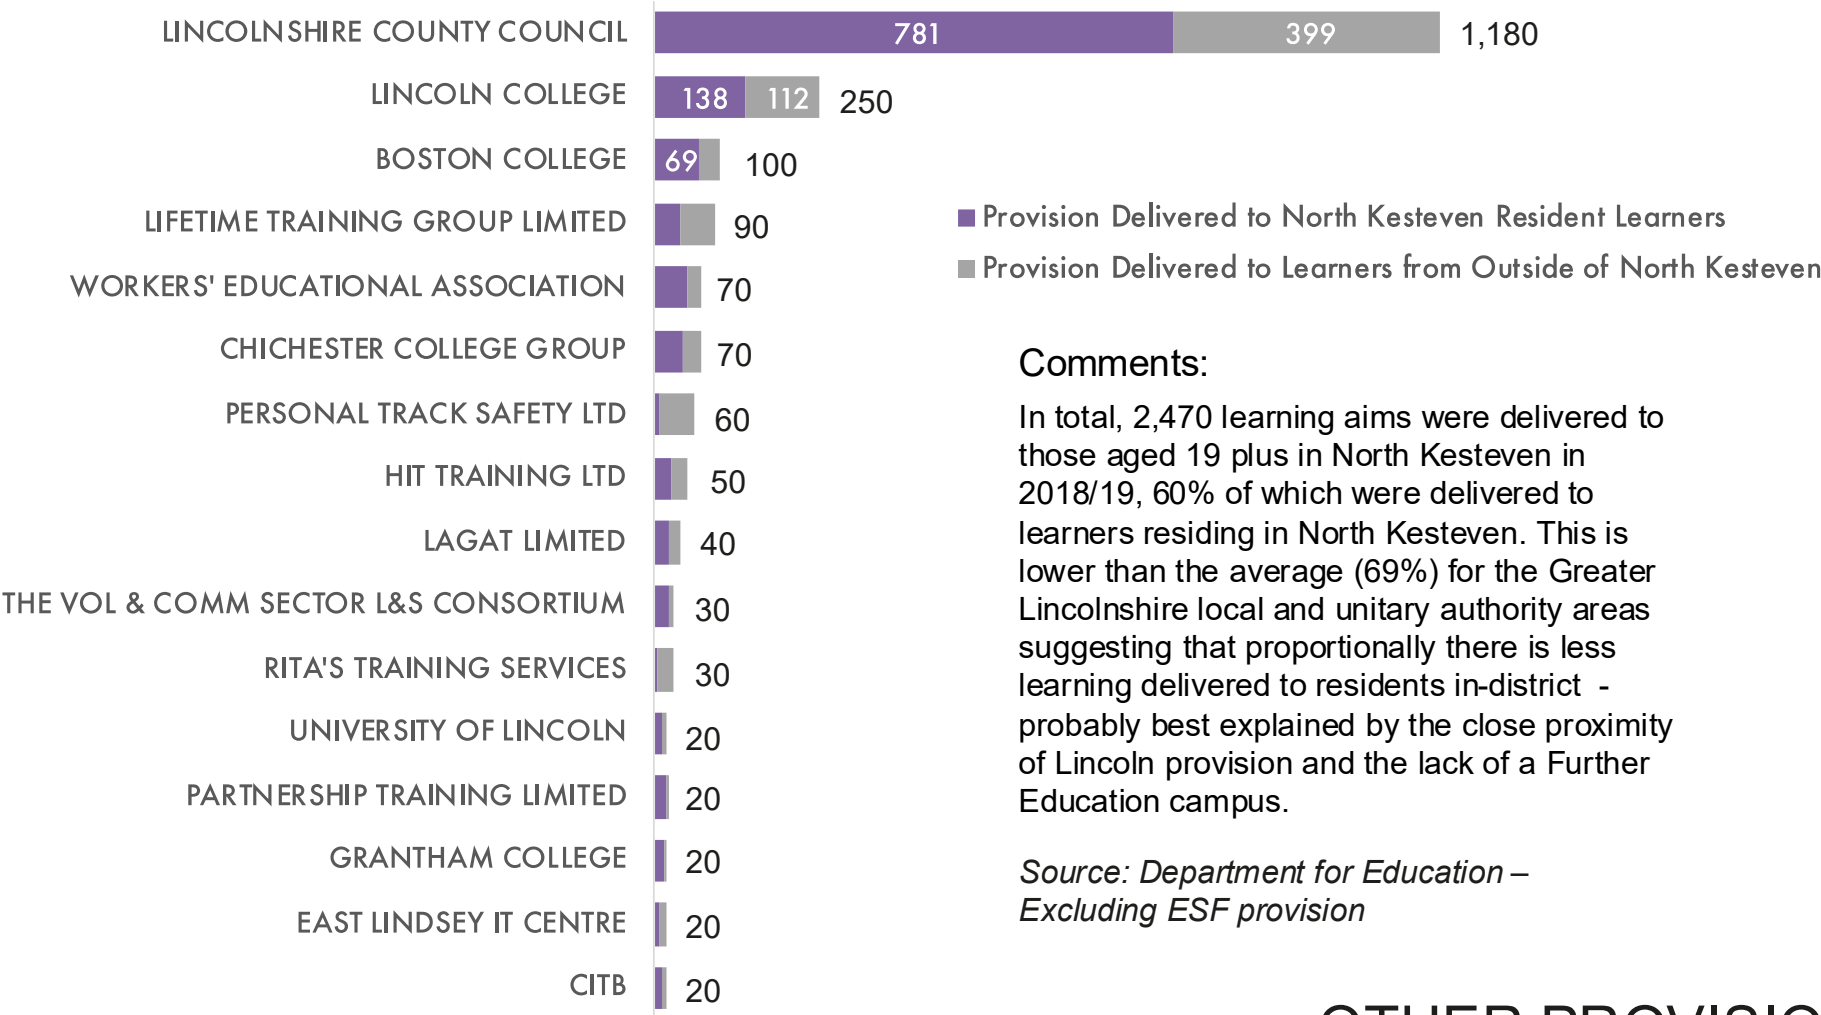 LINCOLNSHIRE COUNTY COUNCIL 781 399 1,180
LINCOLN COLLEGE 138 112 250
BOSTON COLLEGE 69 100
LIFETIME TRAINING GROUP LIMITED 90
WORKERS' EDUCATIONAL ASSOCIATION 70
CHICHESTER COLLEGE GROUP 70
PERSONAL TRACK SAFETY LTD 60
HIT TRAINING LTD 50
LAGAT LIMITED 40
THE VOL & COMM SECTOR L&S CONSORTIUM 30
RITA'S TRAINING SERVICES 30
UNIVERSITY OF LINCOLN 20
PARTNERSHIP TRAINING LIMITED 20
GRANTHAM COLLEGE 20
EAST LINDSEY IT CENTRE 20
CITB 20
Provision Delivered to North Kesteven Resident Learners
Provision Delivered to Learners from Outside of North Kesteven
Comments:
In total, 2,470 learning aims were delivered to
those aged 19 plus in North Kesteven in
2018/19, 60% of which were delivered to
learners residing in North Kesteven. This is
lower than the average (69%) for the Greater
Lincolnshire local and unitary authority areas
suggesting that proportionally there is less
learning delivered to residents in-district -
probably best explained by the close proximity
of Lincoln provision and the lack of a Further
Education campus.
Source: Department for Education –
Excluding ESF provision
OTHER PROVISIO